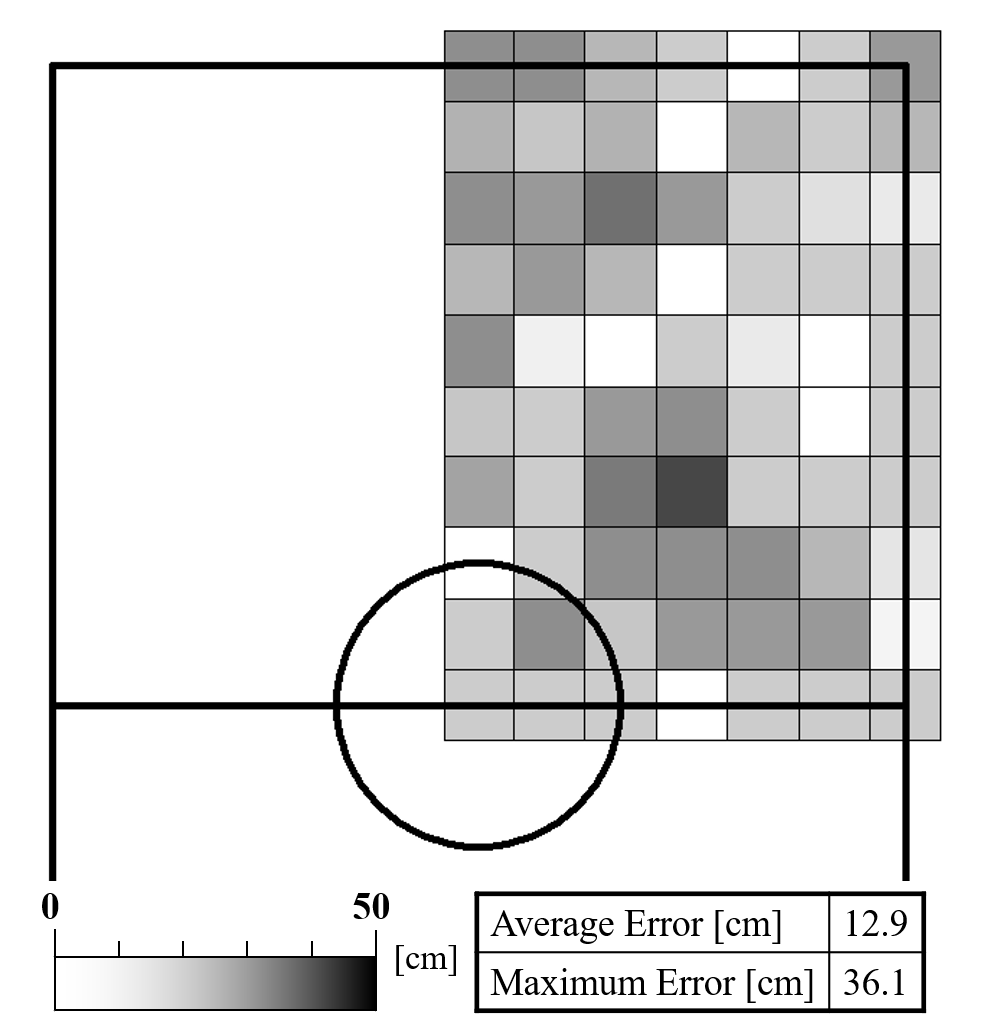 0 50
[cm]
Average Error [cm] 12.9
Maximum Error [cm] 36.1